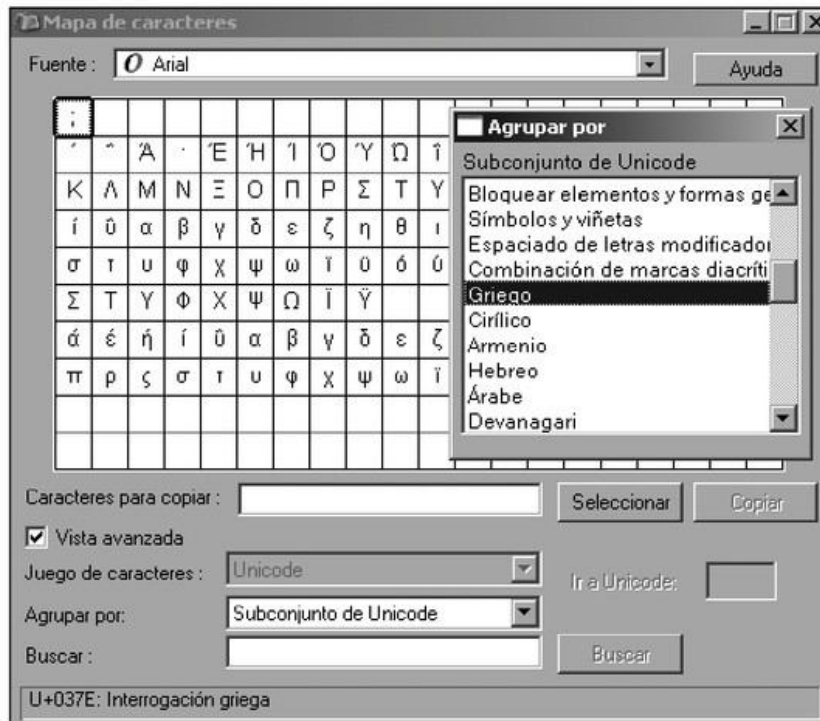 Mapa de caracteres
Fuente : O Arial
Ayuda
;
΄ ΅ Ά · Έ Ή Ί Ό Ύ Ώ ΐ
Κ Λ Μ Ν Ξ Ο Π Ρ Σ Τ Υ
ί ΰ α β γ δ ε ζ η θ ι
σ τ υ φ χ ψ ω ϊ ϋ ό ύ
Σ Τ Υ Φ Χ Ψ Ω Ϊ Ϋ
ά έ ή ί ΰ α β γ δ ε ζ
π ρ ς σ τ υ φ χ ψ ω ϊ
Agrupar por
Subconjunto de Unicode
Bloquear elementos y formas ge
Símbolos y viñetas
Espaciado de letras modificador
Combinación de marcas diacríti
Griego
Cirílico
Armenio
Hebreo
Árabe
Devanagari
Caracteres para copiar :
Seleccionar
Copiar
Vista avanzada
Juego de caracteres : Unicode
Ir a Unicode:
Agrupar por: Subconjunto de Unicode
Buscar :
Buscar
U+037E: Interrogación griega